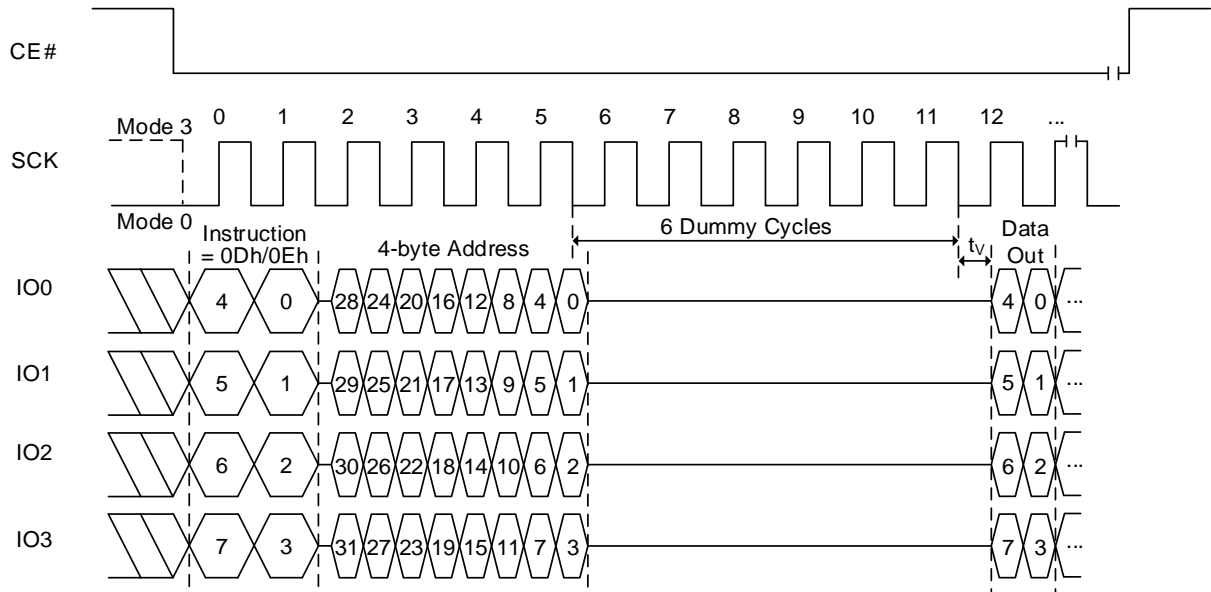 CE#
0 1 2 3 4 5 6 7 8 9 10 11 12 ...
Mode 3
SCK
Mode 0
Instruction
= 0Dh/0Eh
4-byte Address
6 Dummy Cycles
tV
Data
Out
IO0 4 0 28 24 20 16 12 8 4 0 4 0 ...
IO1 5 1 29 25 21 17 13 9 5 1 5 1 ...
IO2 6 2 30 26 22 18 14 10 6 2 6 2 ...
IO3 7 3 31 27 23 19 15 11 7 3 7 3 ...